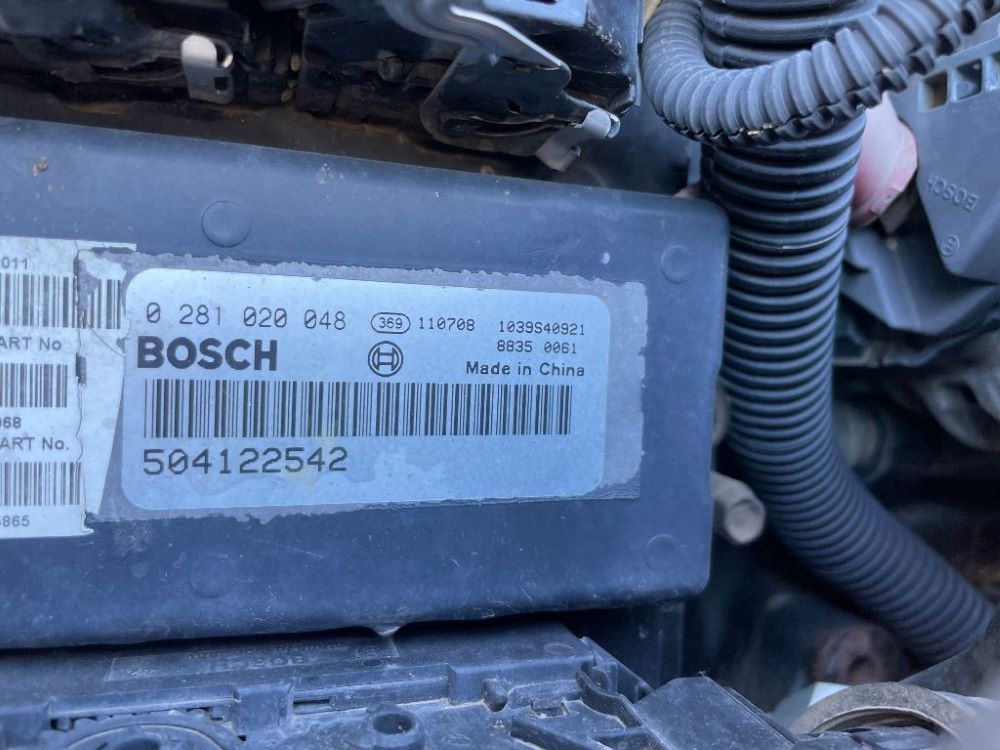 011
ART No
068
ART No.
865
0 281 020 048 369 110708 1039S40921
8835 0061
BOSCH
Made in China
504122542
BOSCH